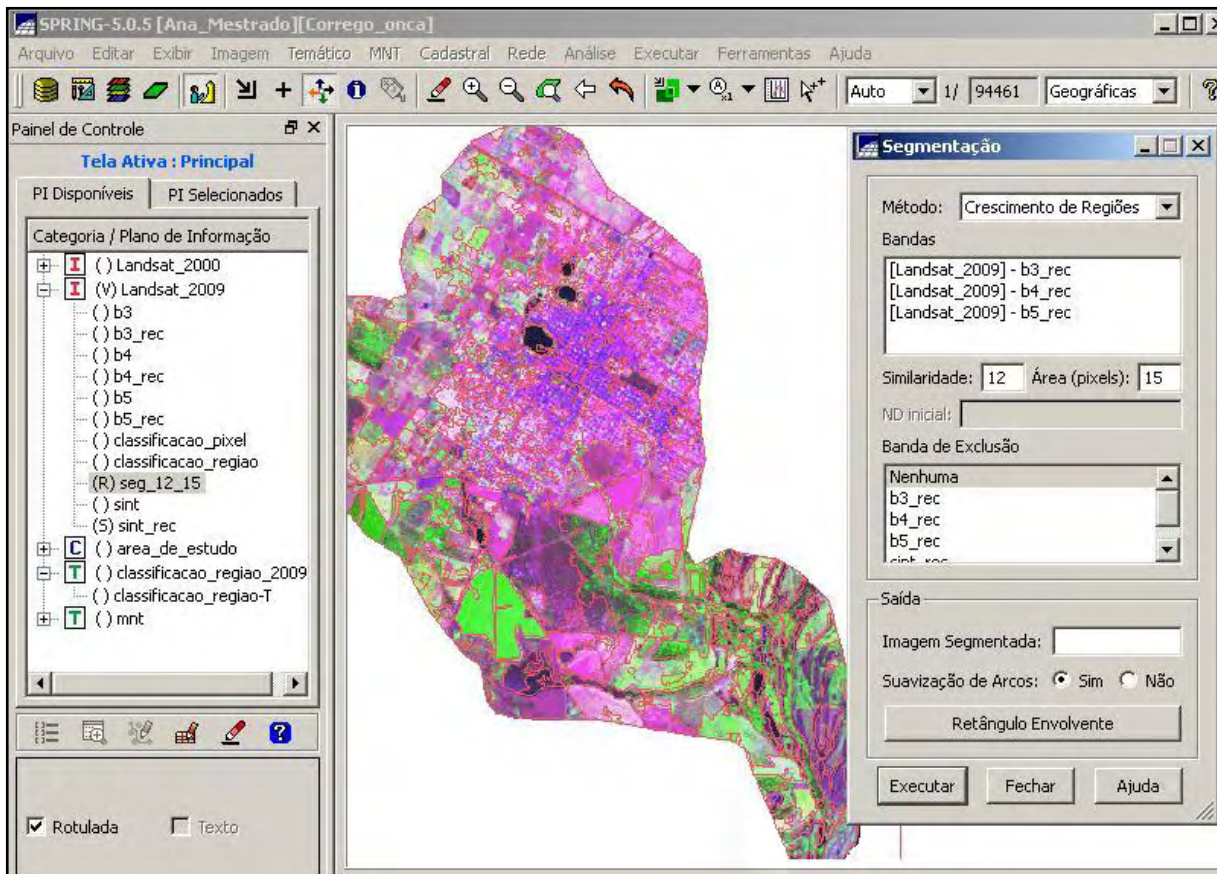 SPRING-5.0.5 [Ana_Mestrado][Corrego_onca]
Arquivo Editar Exibir Imagem Temático MNT Cadastral Rede Análise Executar Ferramentas Ajuda
Auto 1/ 94461 Geográficas
Painel de Controle
Tela Ativa : Principal
PI Disponíveis PI Selecionados
Categoria / Plano de Informação
I () Landsat_2000
I (V) Landsat_2009
() b3
() b3_rec
() b4
() b4_rec
() b5
() b5_rec
() classificacao_pixel
() classificacao_regiao
(R) seg_12_15
() sint
(S) sint_rec
C () area_de_estudo
T () classificacao_regiao_2009
() classificacao_regiao-T
T () mnt
Rotulada Texto
Segmentação
Método: Crescimento de Regiões
Bandas
[Landsat_2009] - b3_rec
[Landsat_2009] - b4_rec
[Landsat_2009] - b5_rec
Similaridade: 12 Área (pixels): 15
ND inicial:
Banda de Exclusão
Nenhuma
b3_rec
b4_rec
b5_rec
sint_rec
Saída
Imagem Segmentada:
Suavização de Arcos: Sim Não
Retângulo Envolvente
Executar Fechar Ajuda